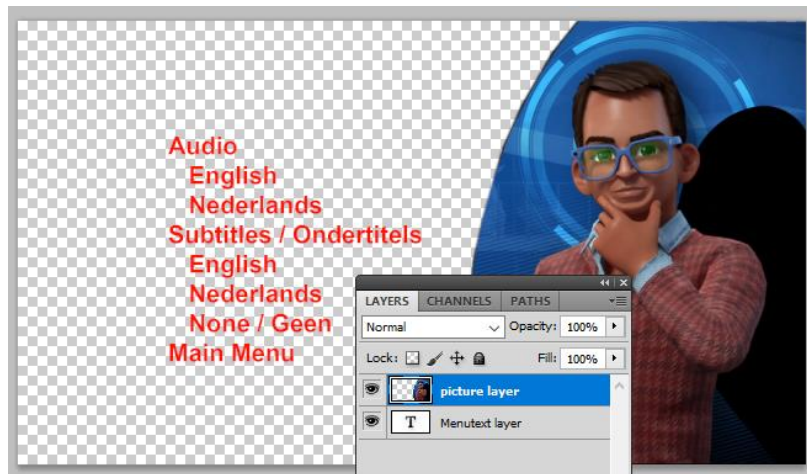 Audio
English
Nederlands
Subtitles / Ondertitels
English
Nederlands
None / Geen
Main Menu
LAYERS CHANNELS PATHS
Normal Opacity: 100%
Lock: Fill: 100%
picture layer
T Menutext layer